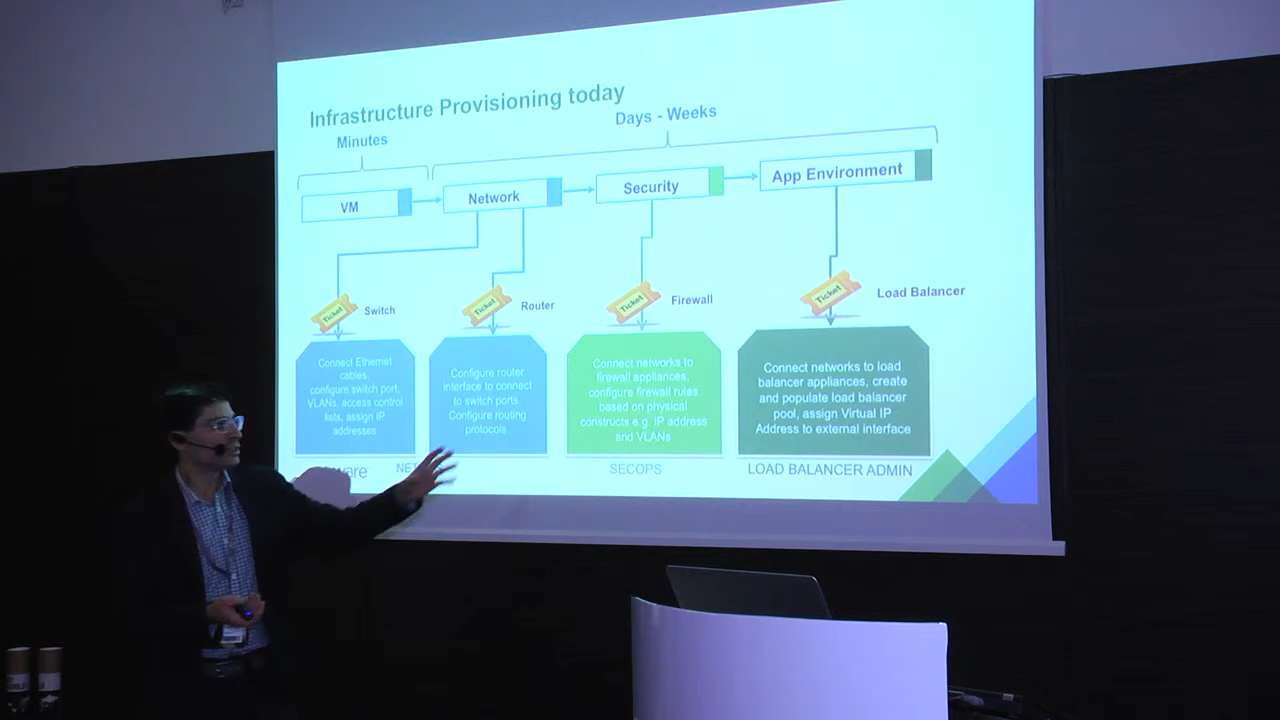 Infrastructure Provisioning today
Minutes
Days - Weeks
VM
Network
Security
App Environment
Ticket
Switch
Ticket
Router
Ticket
Firewall
Ticket
Load Balancer
Connect Ethernet
cables,
configure switch port,
VLANs, access control
lists, assign IP
addresses
Configure router
interface to connect
to switch ports.
Configure routing
protocols.
Connect networks to
firewall appliances,
configure firewall rules
based on physical
constructs e.g. IP address
and VLANs
Connect networks to load
balancer appliances, create
and populate load balancer
pool, assign Virtual IP
Address to external interface
SECOPS
LOAD BALANCER ADMIN